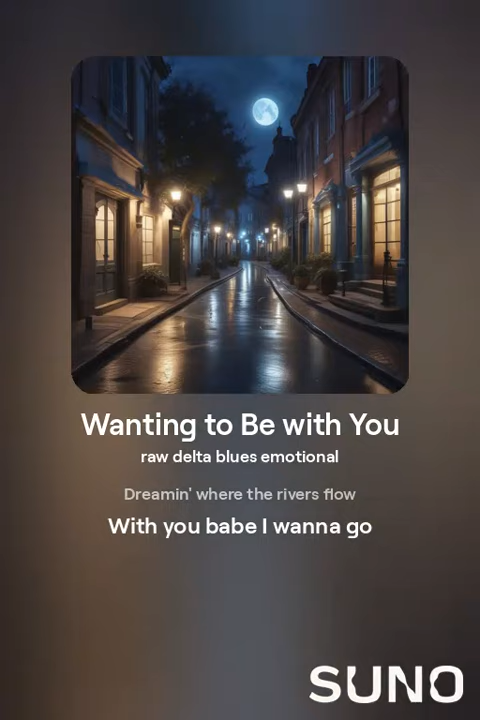 Wanting to Be with You
raw delta blues emotional
Dreamin' where the rivers flow
With you babe I wanna go
SUNO